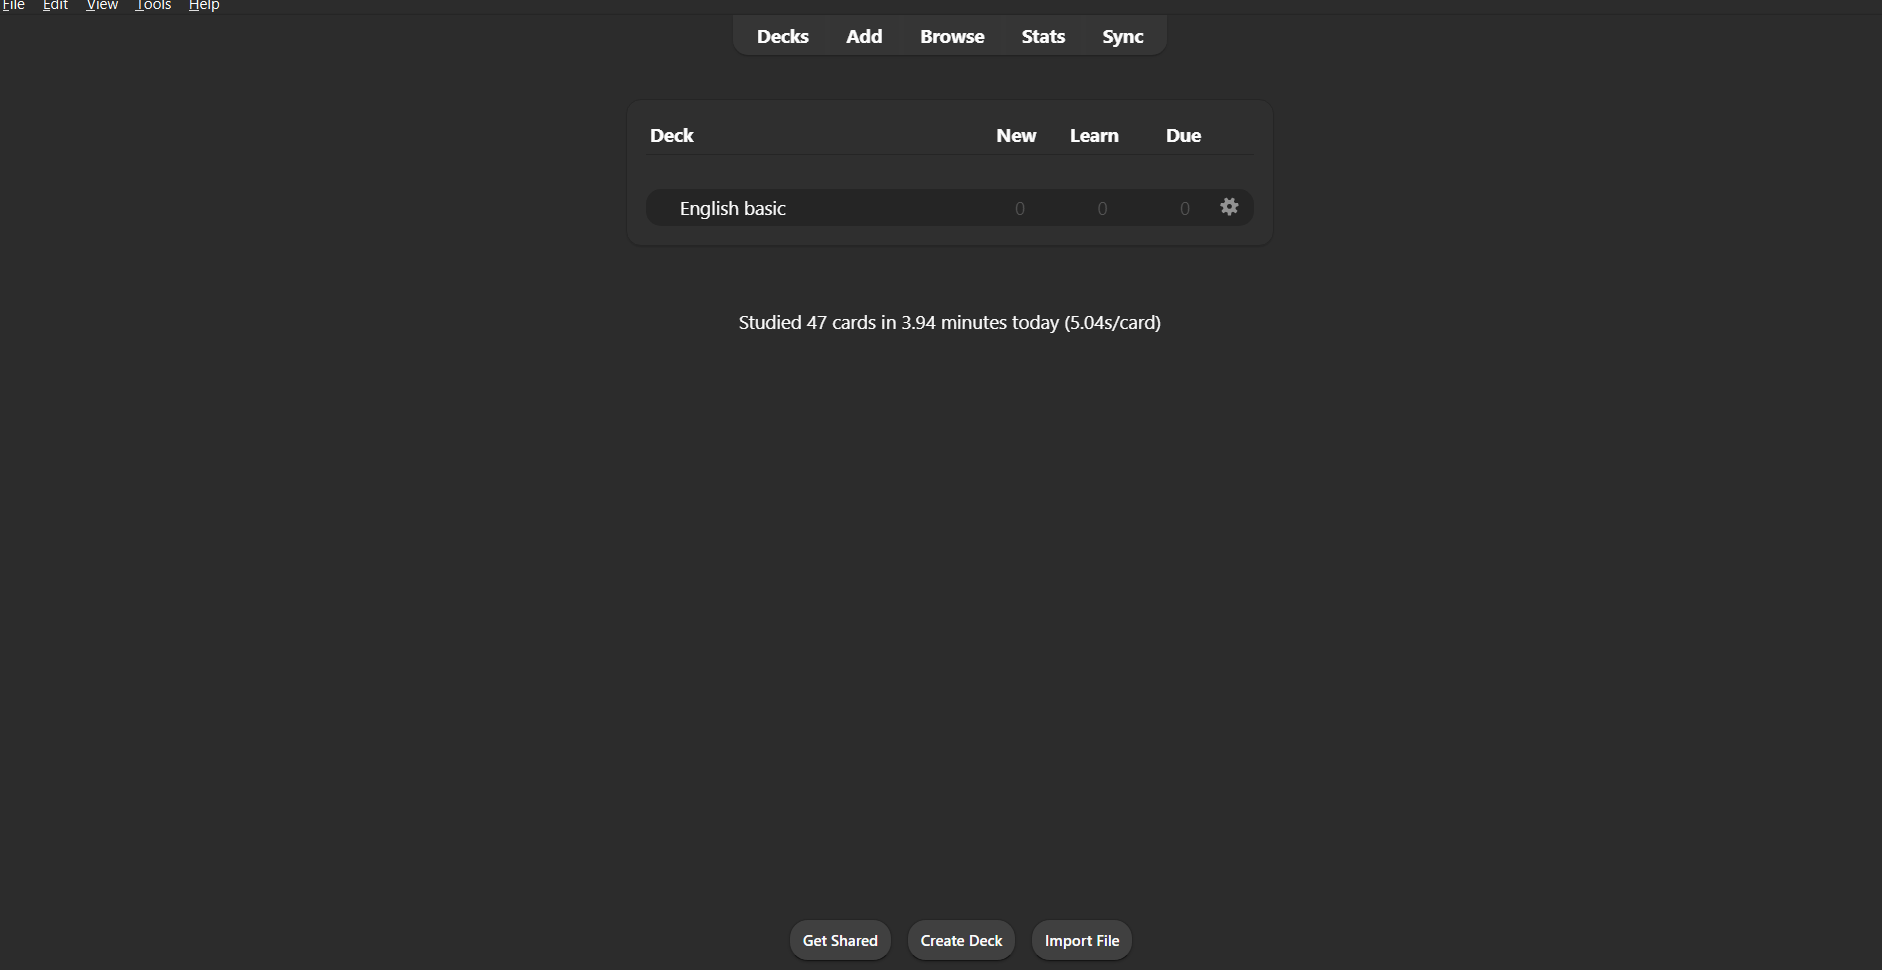 File Edit View Tools Help
Decks Add Browse Stats Sync
Deck New Learn Due
English basic 0 0 0
Studied 47 cards in 3.94 minutes today (5.04s/card)
Get Shared Create Deck Import File